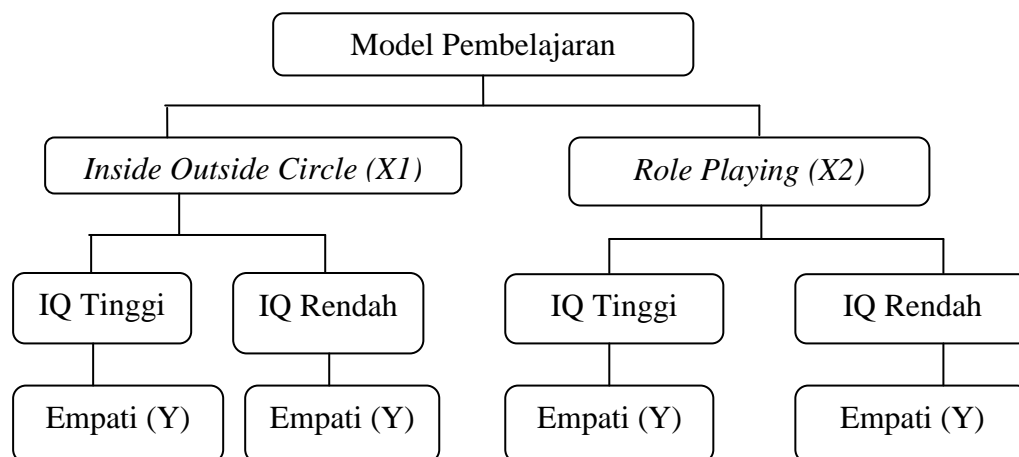 Model Pembelajaran
Inside Outside Circle (X1)
Role Playing (X2)
IQ Tinggi
IQ Rendah
IQ Tinggi
IQ Rendah
Empati (Y)
Empati (Y)
Empati (Y)
Empati (Y)